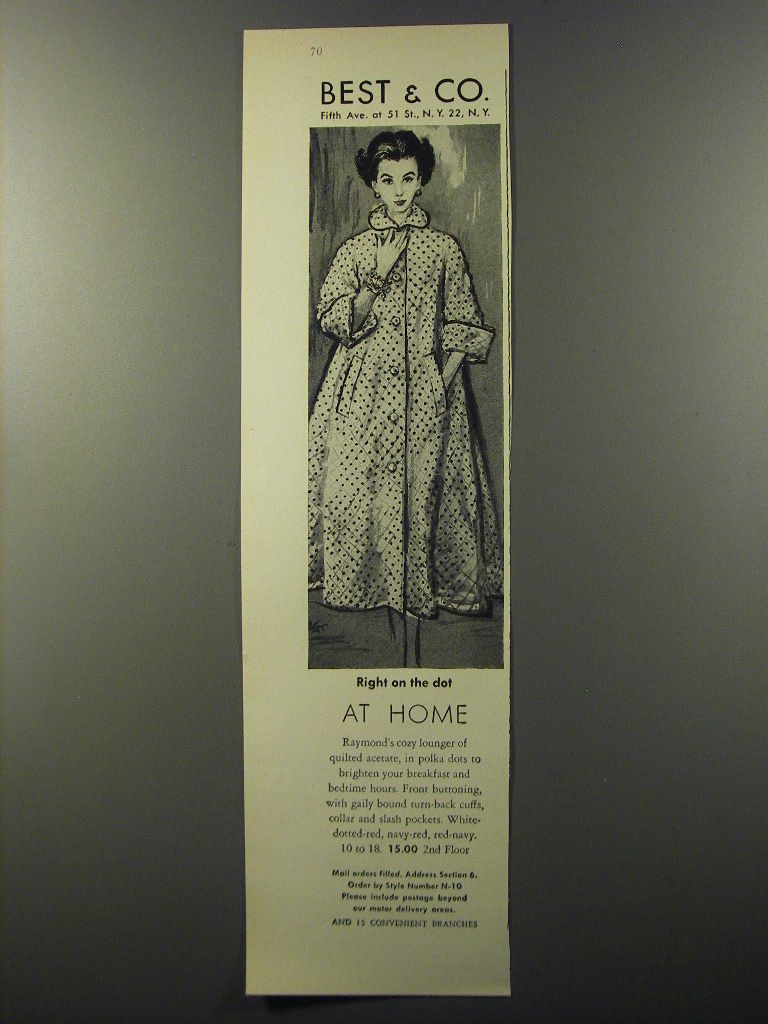 70
BEST & CO.
Fifth Ave. at 51 St., N. Y. 22, N. Y.
Right on the dot
AT HOME
Raymond's cozy lounger of
quilted acetate, in polka dots to
brighten your breakfast and
bedtime hours. Front buttoning,
with gaily bound turn-back cuffs,
collar and slash pockets. White-
dotted-red, navy-red, red-navy.
10 to 18. 15.00 2nd Floor
Mail orders filled. Address Section 6.
Order by Style Number N-10
Please include postage beyond
our motor delivery areas.
AND 15 CONVENIENT BRANCHES